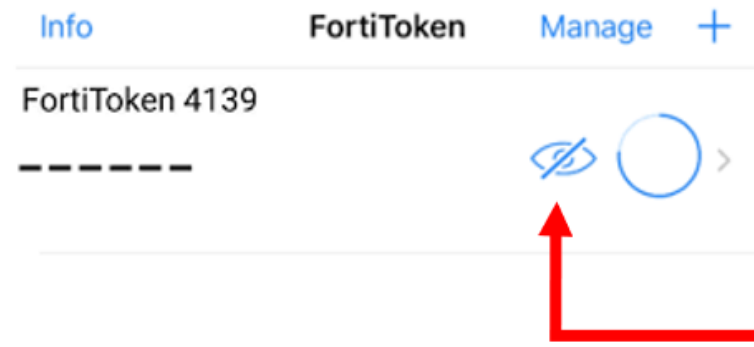 Info FortiToken Manage +
FortiToken 4139
------